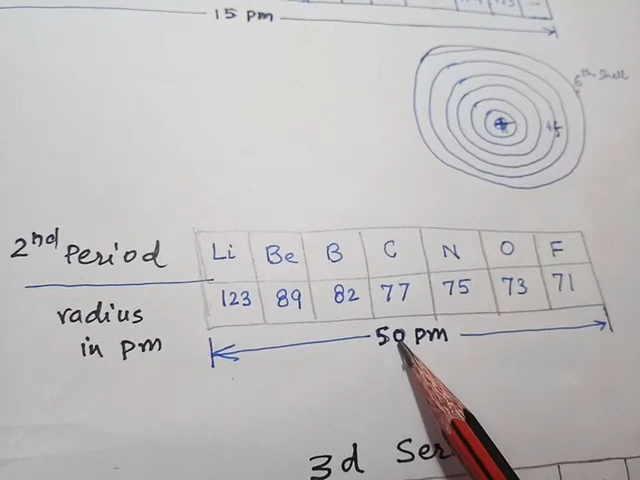 15 pm
6th Shell
4f
2nd Period Li Be B C N O F
radius in pm 123 89 82 77 75 73 71
50 pm
3d Ser